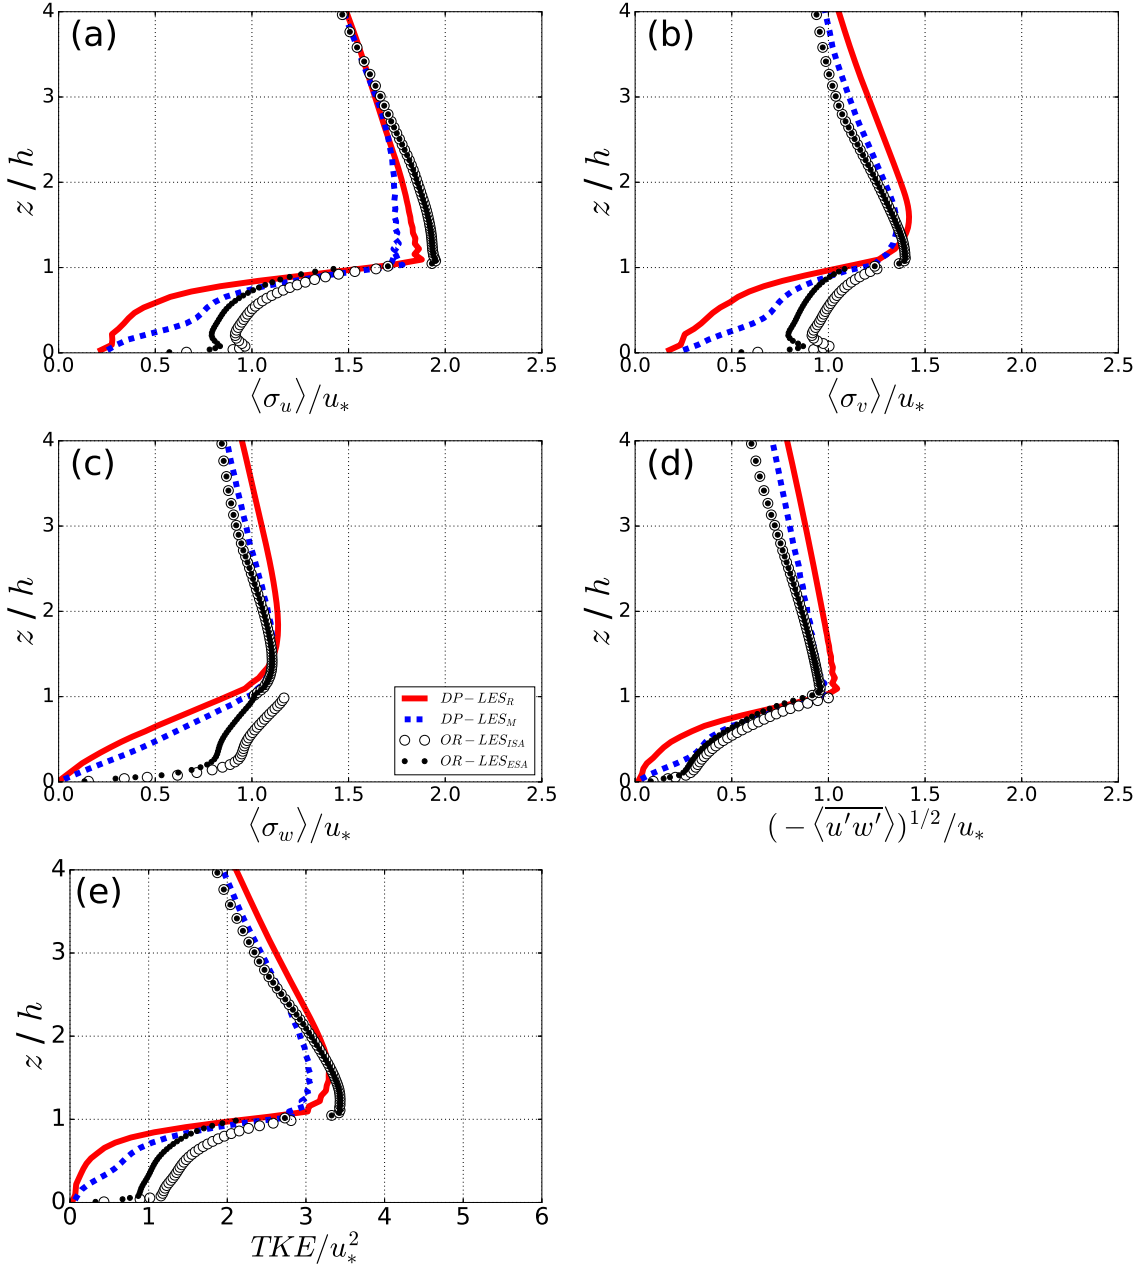 (a)
4
3
2
1
0
z / h
0.0 0.5 1.0 1.5 2.0 2.5
⟨σ_u⟩/u_*
(b)
4
3
2
1
0
z / h
0.0 0.5 1.0 1.5 2.0 2.5
⟨σ_v⟩/u_*
(c)
4
3
2
1
0
z / h
DP−LES_R
DP−LES_M
OR−LES_ISA
OR−LES_ESA
0.0 0.5 1.0 1.5 2.0 2.5
⟨σ_w⟩/u_*
(d)
4
3
2
1
0
z / h
0.0 0.5 1.0 1.5 2.0 2.5
(−⟨\overline{u′w′}⟩)^{1/2}/u_*
(e)
4
3
2
1
0
z / h
0 1 2 3 4 5 6
TKE/u_*^2